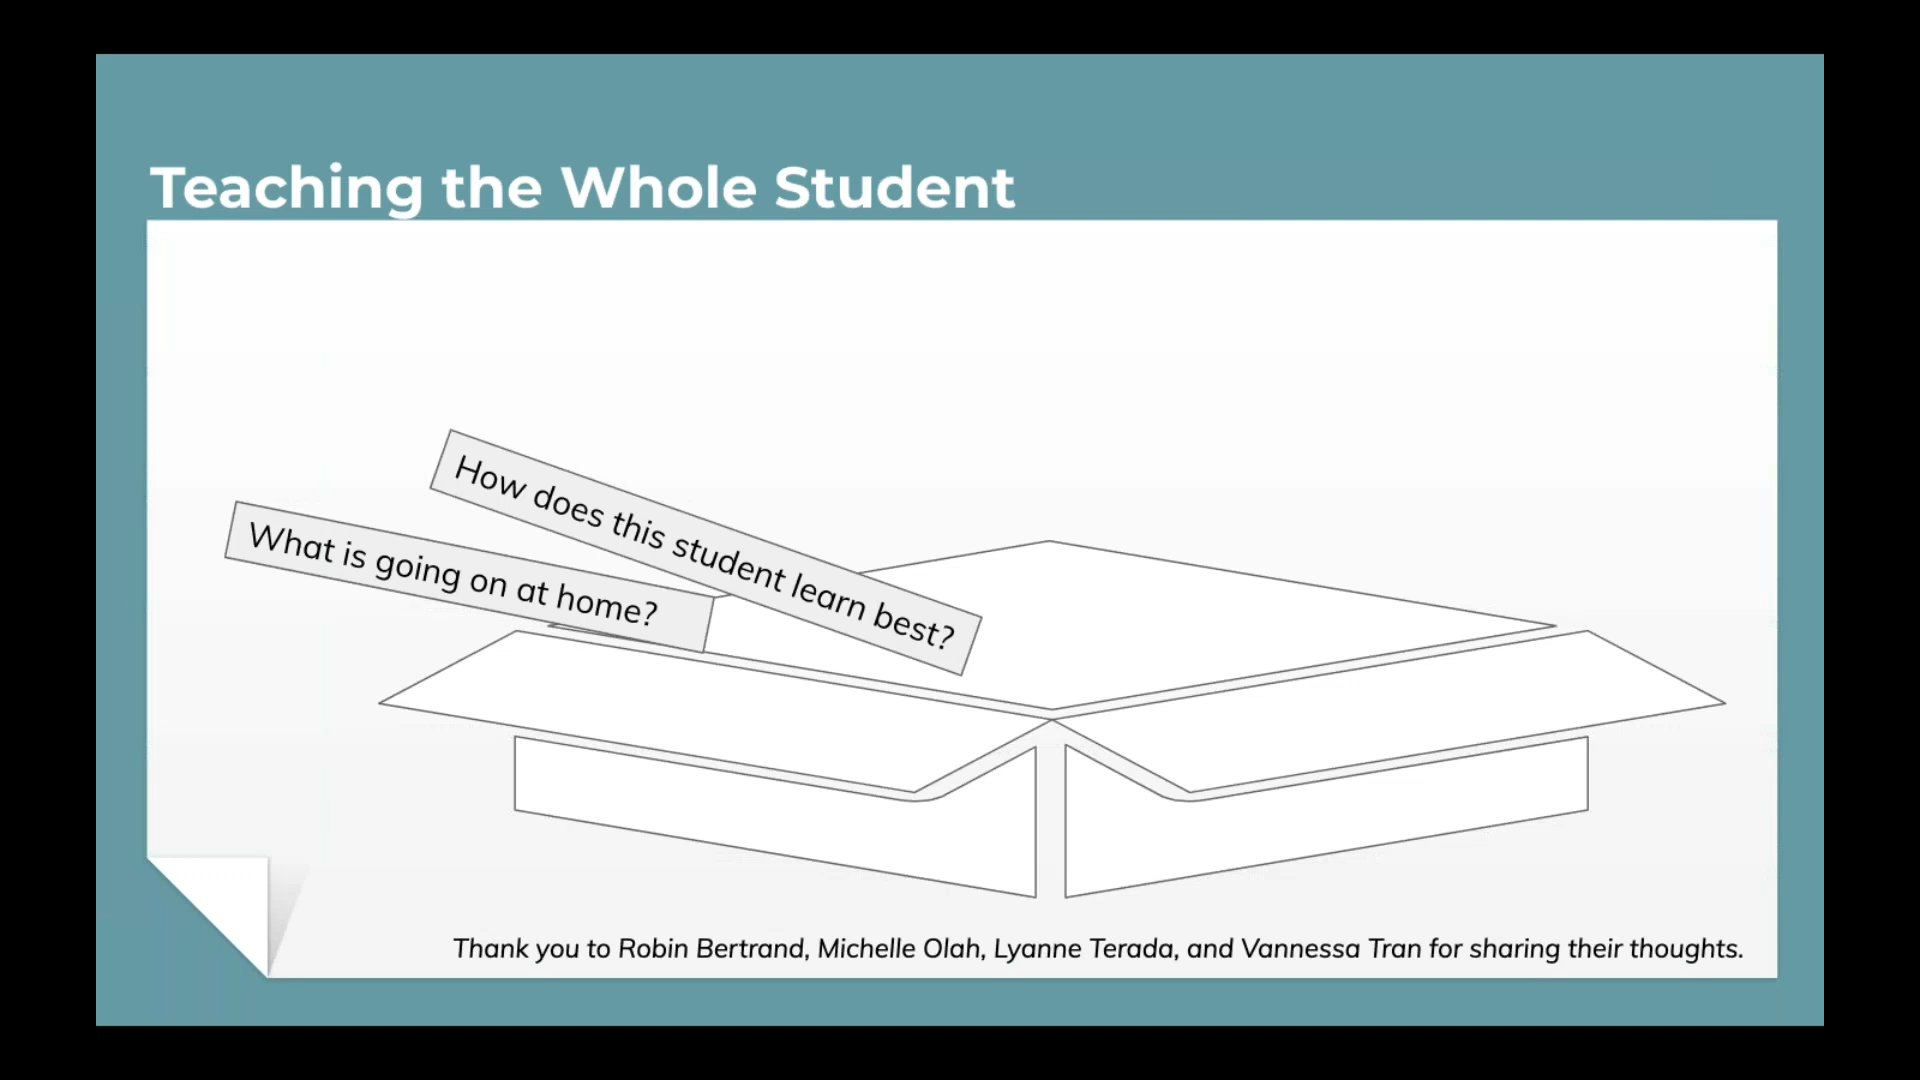 Teaching the Whole Student
How does this student learn best?
What is going on at home?
Thank you to Robin Bertrand, Michelle Olah, Lyanne Terada, and Vannessa Tran for sharing their thoughts.